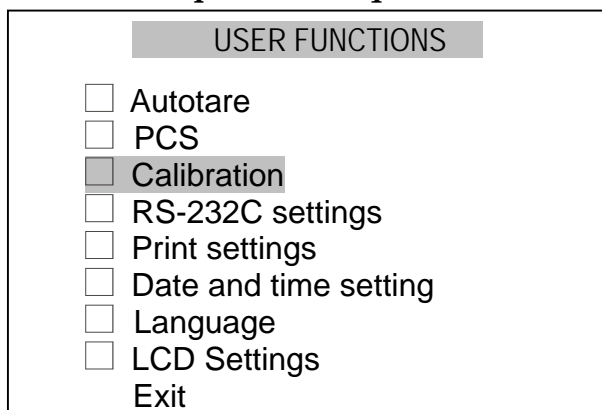 USER FUNCTIONS
Autotare
PCS
Calibration
RS-232C settings
Print settings
Date and time setting
Language
LCD Settings
Exit